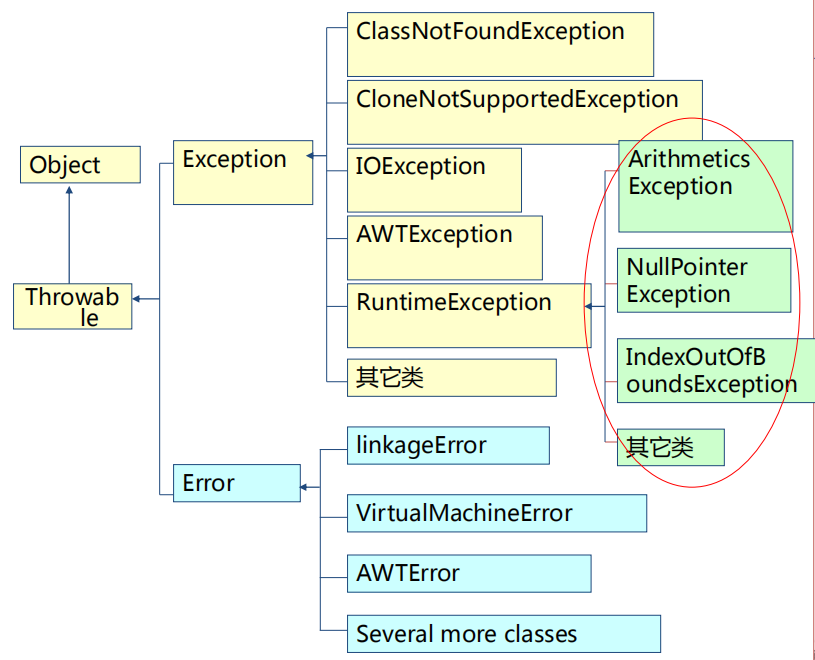 ClassNotFoundException
CloneNotSupportedException
Object
Exception
IOException
Arithmetics
Exception
AWTException
NullPointer
Exception
Throwab
le
RuntimeException
IndexOutOfB
oundsException
其它类
其它类
linkageError
Error
VirtualMachineError
AWTError
Several more classes